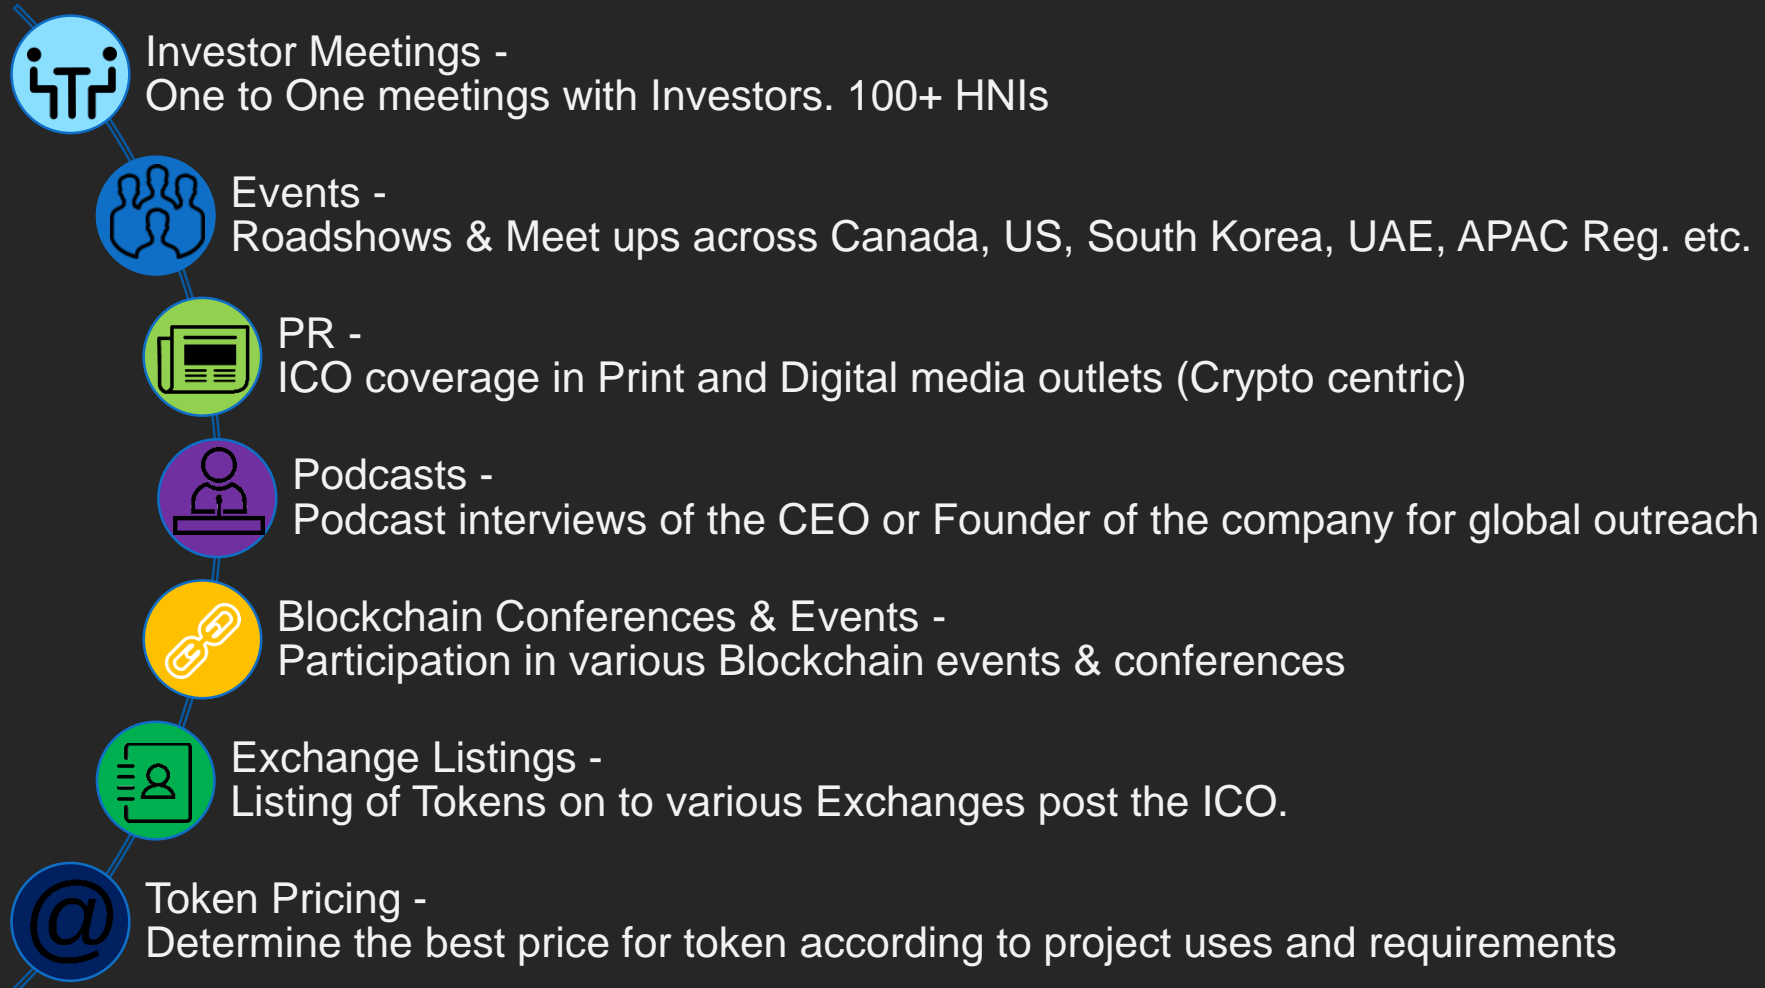 Investor Meetings -
One to One meetings with Investors. 100+ HNIs
Events -
Roadshows & Meet ups across Canada, US, South Korea, UAE, APAC Reg. etc.
PR -
ICO coverage in Print and Digital media outlets (Crypto centric)
Podcasts -
Podcast interviews of the CEO or Founder of the company for global outreach
Blockchain Conferences & Events -
Participation in various Blockchain events & conferences
Exchange Listings -
Listing of Tokens on to various Exchanges post the ICO.
@
Token Pricing -
Determine the best price for token according to project uses and requirements